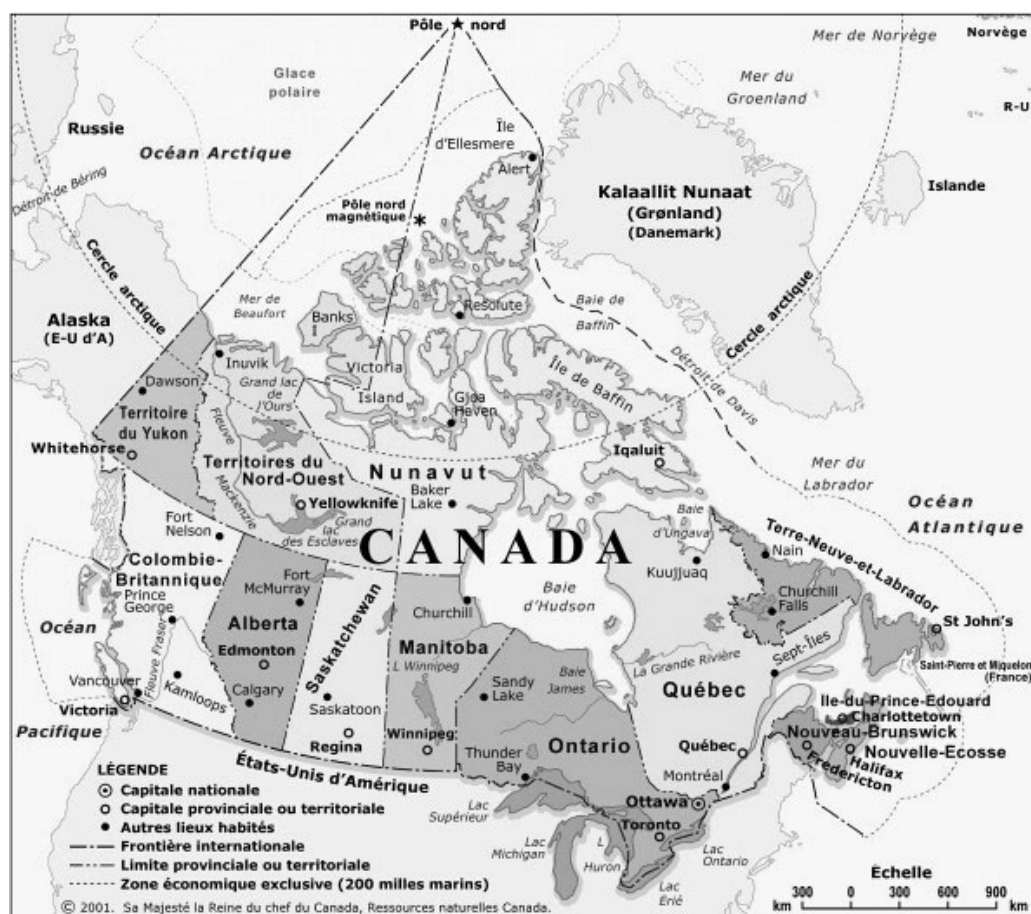 Pôle nord
Mer de Norvège
Norvège
Glace
polaire
Mer du
Groenland
R-U
Russie
Océan Arctique
Île
d'Ellesmere
Alert
Détroit de Béring
Pôle nord
magnétique
Kalaallit Nunaat
(Grønland)
(Danemark)
Islande
Cercle arctique
Cercle arctique
Mer de
Beaufort
Resolute
Baie de
Baffin
Alaska
(E-U d'A)
Banks
I
Victoria
Island
Île de Baffin
Détroit de Davis
Inuvik
Dawson
Grand lac
de
l'Ours
Gjoa
Haven
Territoire
du Yukon
Fleuve
Mackenzie
Whitehorse
Territoires du
Nord-Ouest
Nunavut
Iqaluit
Mer du
Labrador
Yellowknife
Baker
Lake
Grand
lac
des Esclaves
Fort
Nelson
CANADA
Baie
d'Ungava
Océan
Atlantique
Terre-Neuve-et-Labrador
Nain
Colombie-
Britannique
Prince
George
Fort
McMurray
Kuujjuaq
Churchill
Baie
d'Hudson
Churchill
Falls
Océan
Pacifique
Alberta
Edmonton
Saskatchewan
Manitoba
L Winnipeg
St John's
Fleuve Fraser
Kamloops
Vancouver
Victoria
Calgary
Saskatoon
Regina
Winnipeg
Sandy
Lake
Baie
James
La Grande Rivière
Sept-Îles
Saint-Pierre et Miquelon
(France)
Québec
Ile-du-Prince-Edouard
Charlottetown
Nouveau-Brunswick
Nouvelle-Ecosse
Halifax
Fredericton
Ontario
Québec
Montréal
Thunder
Bay
États-Unis d'Amérique
Ottawa
Toronto
Lac
Supérieur
Lac
Michigan
L
Huron
Lac
Ontario
Lac
Erié
LÉGENDE
Capitale nationale
Capitale provinciale ou territoriale
Autres lieux habités
Frontière internationale
Limite provinciale ou territoriale
Zone économique exclusive (200 milles marins)
Èchelle
300 0 300 600 900
km km
© 2001. Sa Majesté la Reine du chef du Canada, Ressources naturelles Canada.